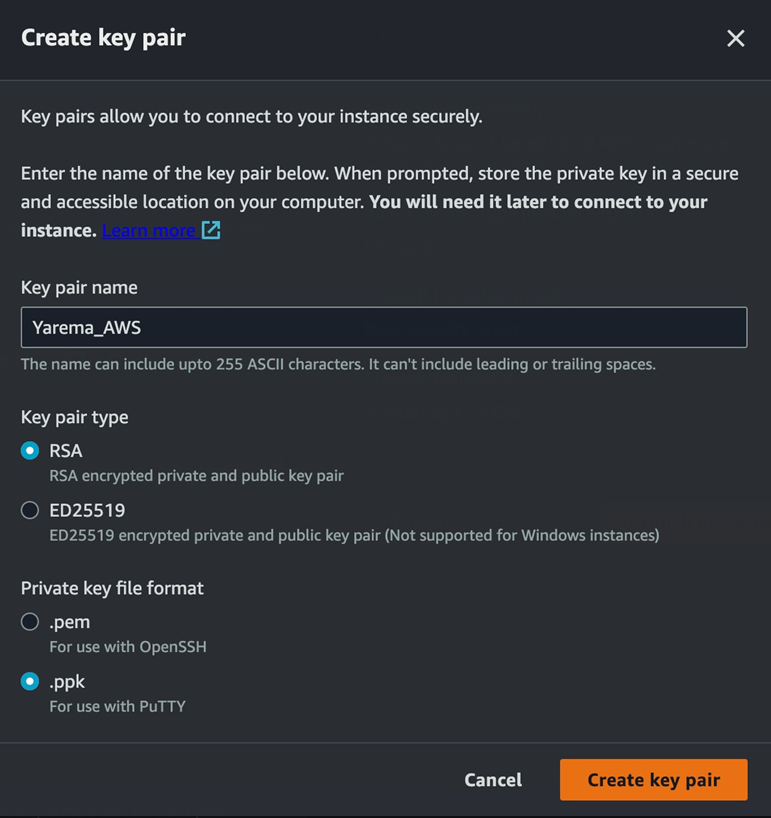 Create key pair
Key pairs allow you to connect to your instance securely.
Enter the name of the key pair below. When prompted, store the private key in a secure
and accessible location on your computer. You will need it later to connect to your
instance. Learn more
Key pair name
Yarema_AWS
The name can include upto 255 ASCII characters. It can't include leading or trailing spaces.
Key pair type
RSA
RSA encrypted private and public key pair
ED25519
ED25519 encrypted private and public key pair (Not supported for Windows instances)
Private key file format
.pem
For use with OpenSSH
.ppk
For use with PuTTY
Cancel
Create key pair